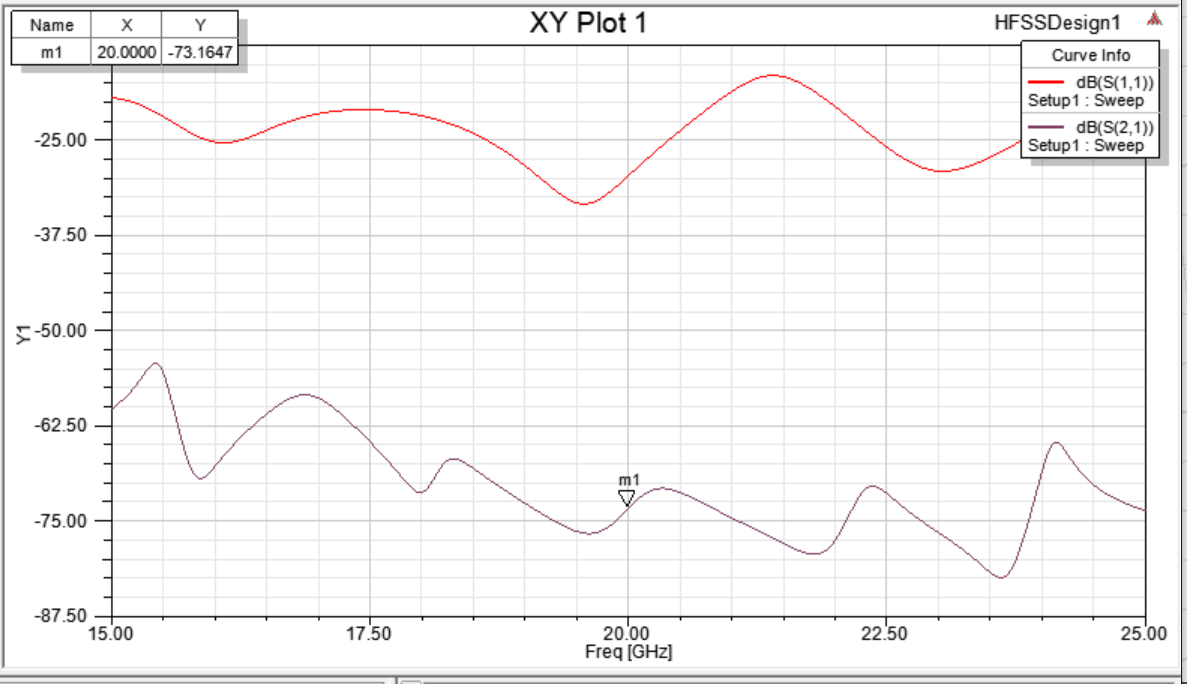 XY Plot 1
HFSSDesign1
Name X Y
m1 20.0000 -73.1647
Curve Info
dB(S(1,1))
Setup1 : Sweep
dB(S(2,1))
Setup1 : Sweep
-25.00
-37.50
-50.00
-62.50
-75.00
-87.50
Y1
m1
15.00 17.50 20.00 22.50 25.00
Freq [GHz]